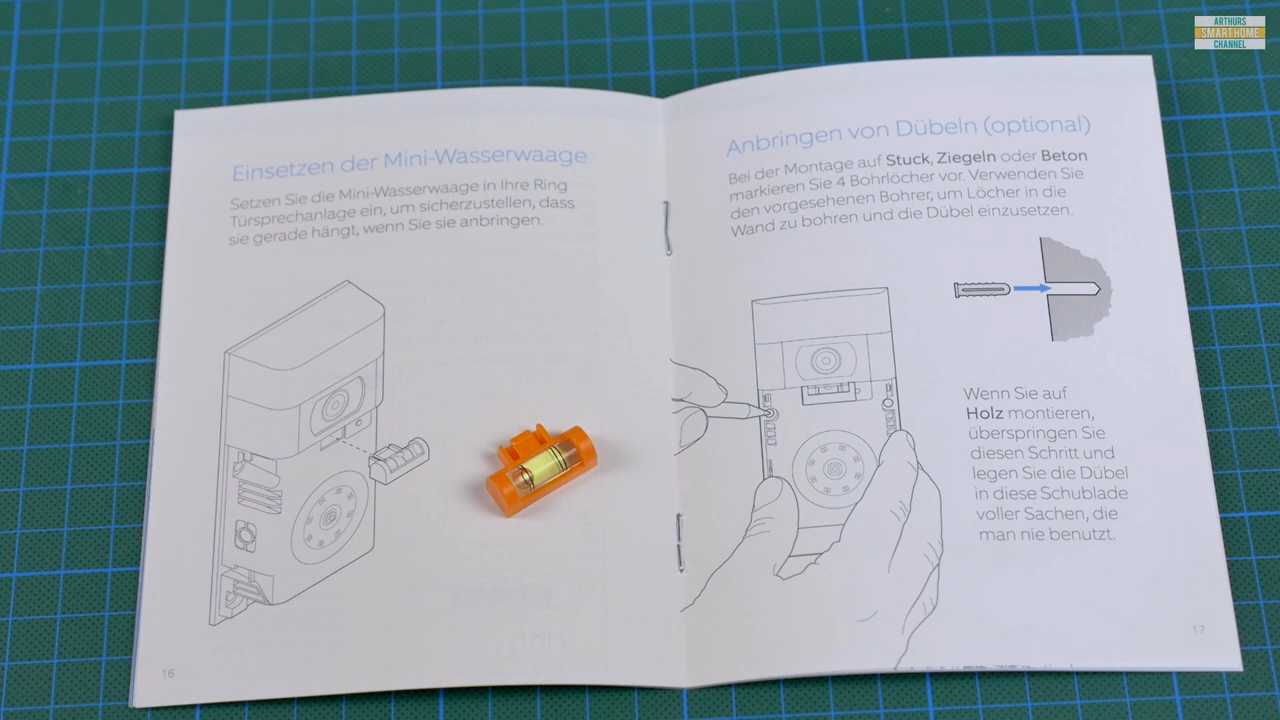 ARTHURS
SMARTHOME
CHANNEL
Einsetzen der Mini-Wasserwaage
Setzen Sie die Mini-Wasserwaage in Ihre Ring
Türsprechanlage ein, um sicherzustellen, dass
sie gerade hängt, wenn Sie sie anbringen.
16
Anbringen von Dübeln (optional)
Bei der Montage auf Stuck, Ziegeln oder Beton
markieren Sie 4 Bohrlöcher vor. Verwenden Sie
den vorgesehenen Bohrer, um Löcher in die
Wand zu bohren und die Dübel einzusetzen.
Wenn Sie auf
Holz montieren,
überspringen Sie
diesen Schritt und
legen Sie die Dübel
in diese Schublade
voller Sachen, die
man nie benutzt.
17